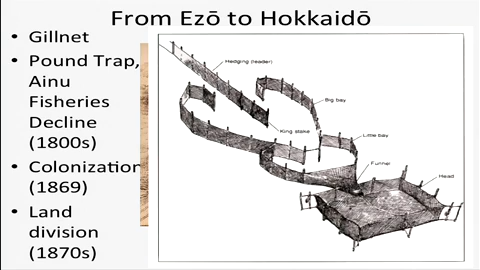 From Ezō to Hokkaidō
• Gillnet
• Pound Trap,
Ainu
Fisheries
Decline
(1800s)
• Colonization
(1869)
• Land
division
(1870s)
Hedging (leader)
Big bay
King stake
Little bay
Funnel
Head